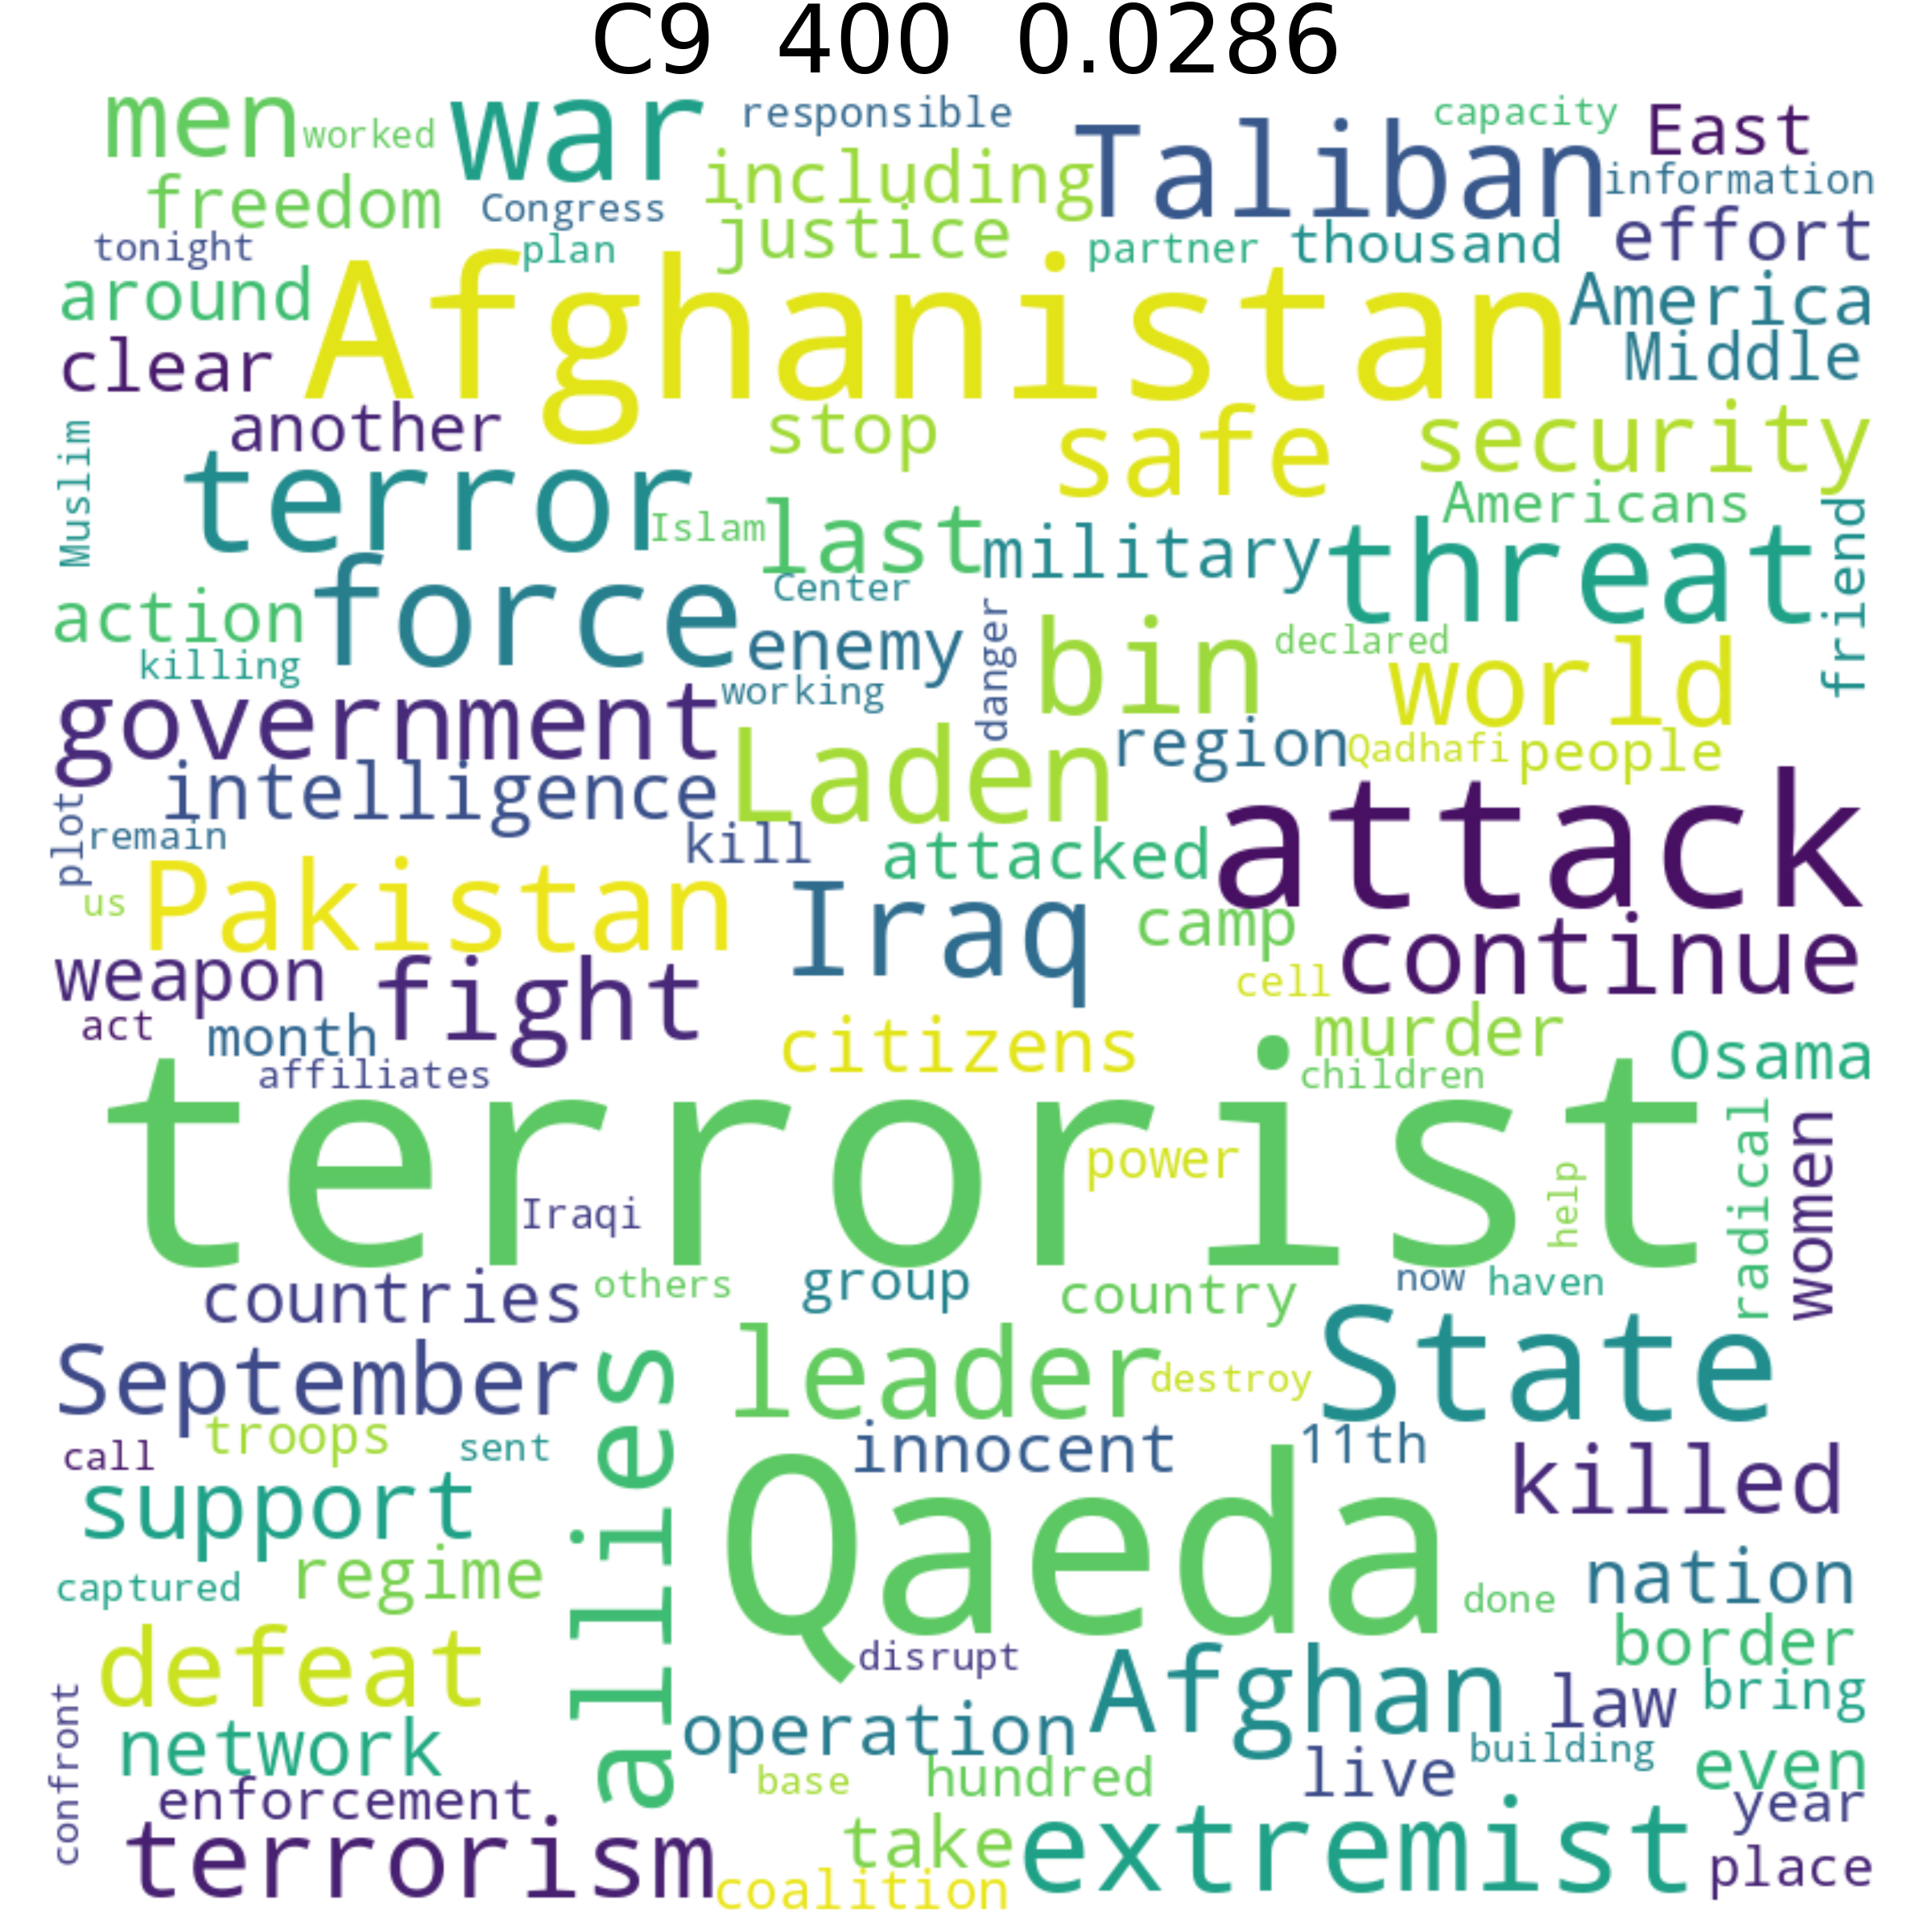 C9 400 0.0286
men worked war responsible capacity East
freedom Congress including Taliban information
tonight plan justice partner thousand effort
around Afghanistan America
clear Middle
another stop safe security
Muslim terror Islam last military Americans threat friend
action force Center
killing enemy danger bin declared world
government working Laden region Qadhafi people
intelligence attack
plot remain kill attacked
us Pakistan Iraq camp continue
weapon fight cell
act month citizens murder Osama
affiliates children
terrorist power radical women
Iraqi help
countries others group country now haven
September allies leader destroy State
call troops sent innocent 11th killed
support Qaeda
captured regime done nation
defeat disrupt Afghan border
confront network operation law bring
enforcement base hundred live building even
terrorism take extremist year
coalition place